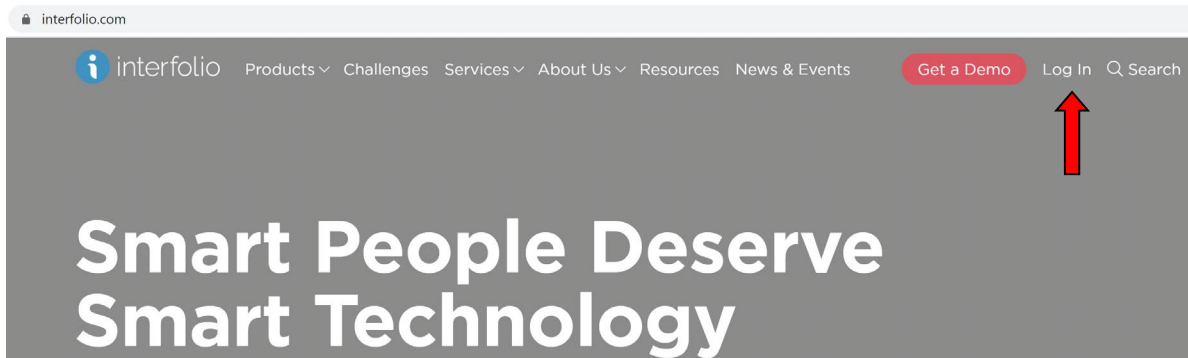 interfolio.com
interfolio Products Challenges Services About Us Resources News & Events Get a Demo Log In Search
Smart People Deserve
Smart Technology